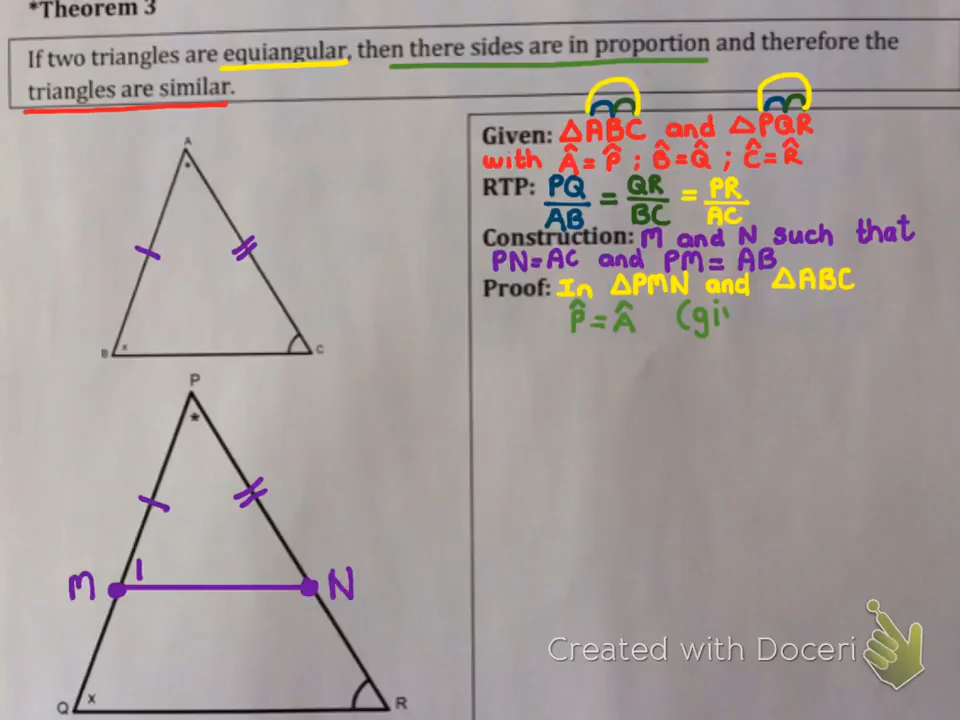 *Theorem 3
If two triangles are equiangular, then there sides are in proportion and therefore the
triangles are similar.
Given: △ABC and △PQR
with Â = P̂ ; B̂ = Q̂ ; Ĉ = R̂
RTP: PQ/AB = QR/BC = PR/AC
Construction: M and N such that
PN = AC and PM = AB
Proof: In △PMN and △ABC
P̂ = Â (gi
A
B x
C
P
*
M 1
N
Q x
R
Created with Doceri